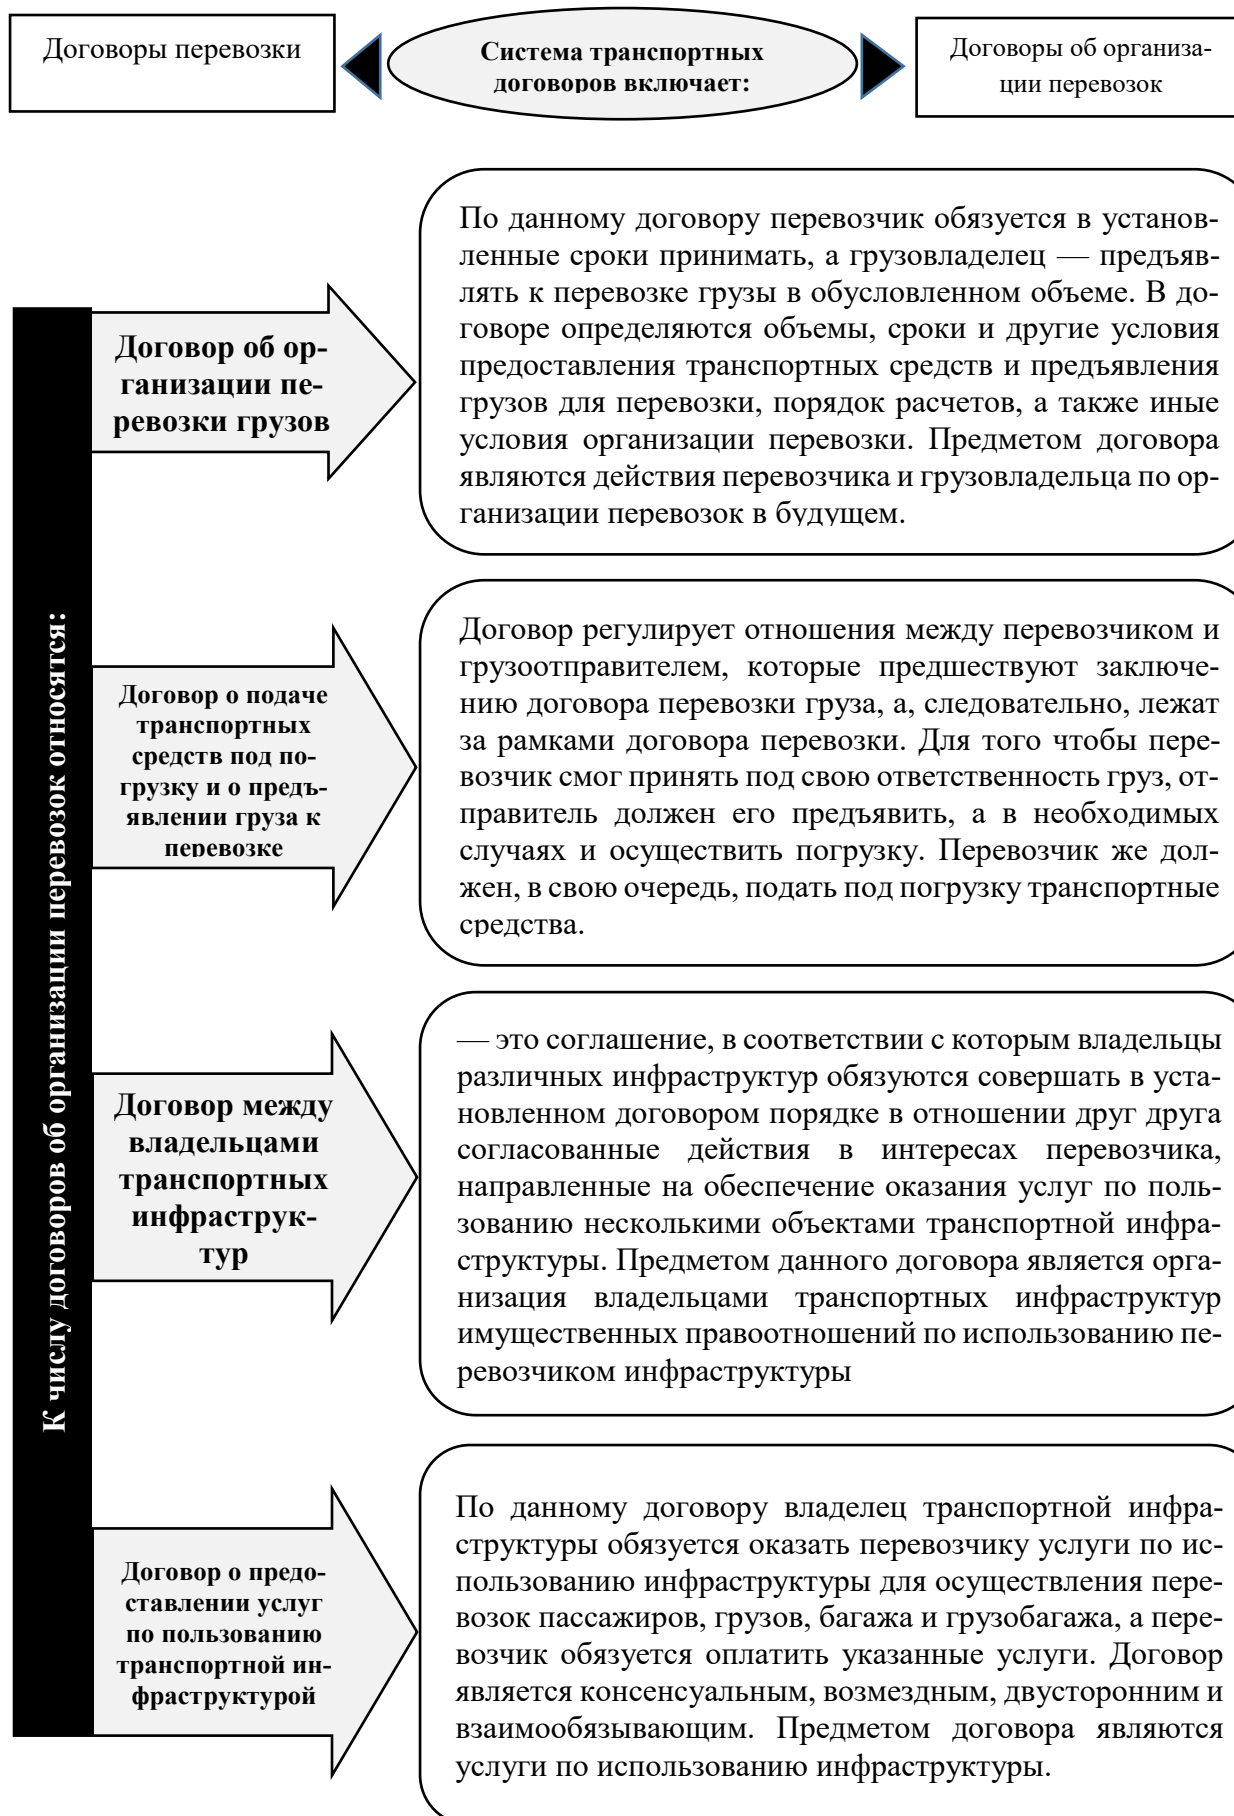 Договоры перевозки
Система транспортных
договоров включает:
Договоры об организа-
ции перевозок
К числу договоров об организации перевозок относятся:
Договор об ор-
ганизации пе-
ревозки грузов
По данному договору перевозчик обязуется в установ-
ленные сроки принимать, а грузовладелец — предъяв-
лять к перевозке грузы в обусловленном объеме. В до-
говоре определяются объемы, сроки и другие условия
предоставления транспортных средств и предъявления
грузов для перевозки, порядок расчетов, а также иные
условия организации перевозки. Предметом договора
являются действия перевозчика и грузовладельца по ор-
ганизации перевозок в будущем.
Договор о подаче
транспортных
средств под по-
грузку и о предъ-
явлении груза к
перевозке
Договор регулирует отношения между перевозчиком и
грузоотправителем, которые предшествуют заключе-
нию договора перевозки груза, а, следовательно, лежат
за рамками договора перевозки. Для того чтобы пере-
возчик смог принять под свою ответственность груз, от-
правитель должен его предъявить, а в необходимых
случаях и осуществить погрузку. Перевозчик же дол-
жен, в свою очередь, подать под погрузку транспортные
средства.
Договор между
владельцами
транспортных
инфраструк-
тур
— это соглашение, в соответствии с которым владельцы
различных инфраструктур обязуются совершать в уста-
новленном договором порядке в отношении друг друга
согласованные действия в интересах перевозчика,
направленные на обеспечение оказания услуг по поль-
зованию несколькими объектами транспортной инфра-
структуры. Предметом данного договора является орга-
низация владельцами транспортных инфраструктур
имущественных правоотношений по использованию пе-
ревозчиком инфраструктуры
Договор о предо-
ставлении услуг
по пользованию
транспортной ин-
фраструктурой
По данному договору владелец транспортной инфра-
структуры обязуется оказать перевозчику услуги по ис-
пользованию инфраструктуры для осуществления пере-
возок пассажиров, грузов, багажа и грузобагажа, а пере-
возчик обязуется оплатить указанные услуги. Договор
является консенсуальным, возмездным, двусторонним и
взаимообязывающим. Предметом договора являются
услуги по использованию инфраструктуры.